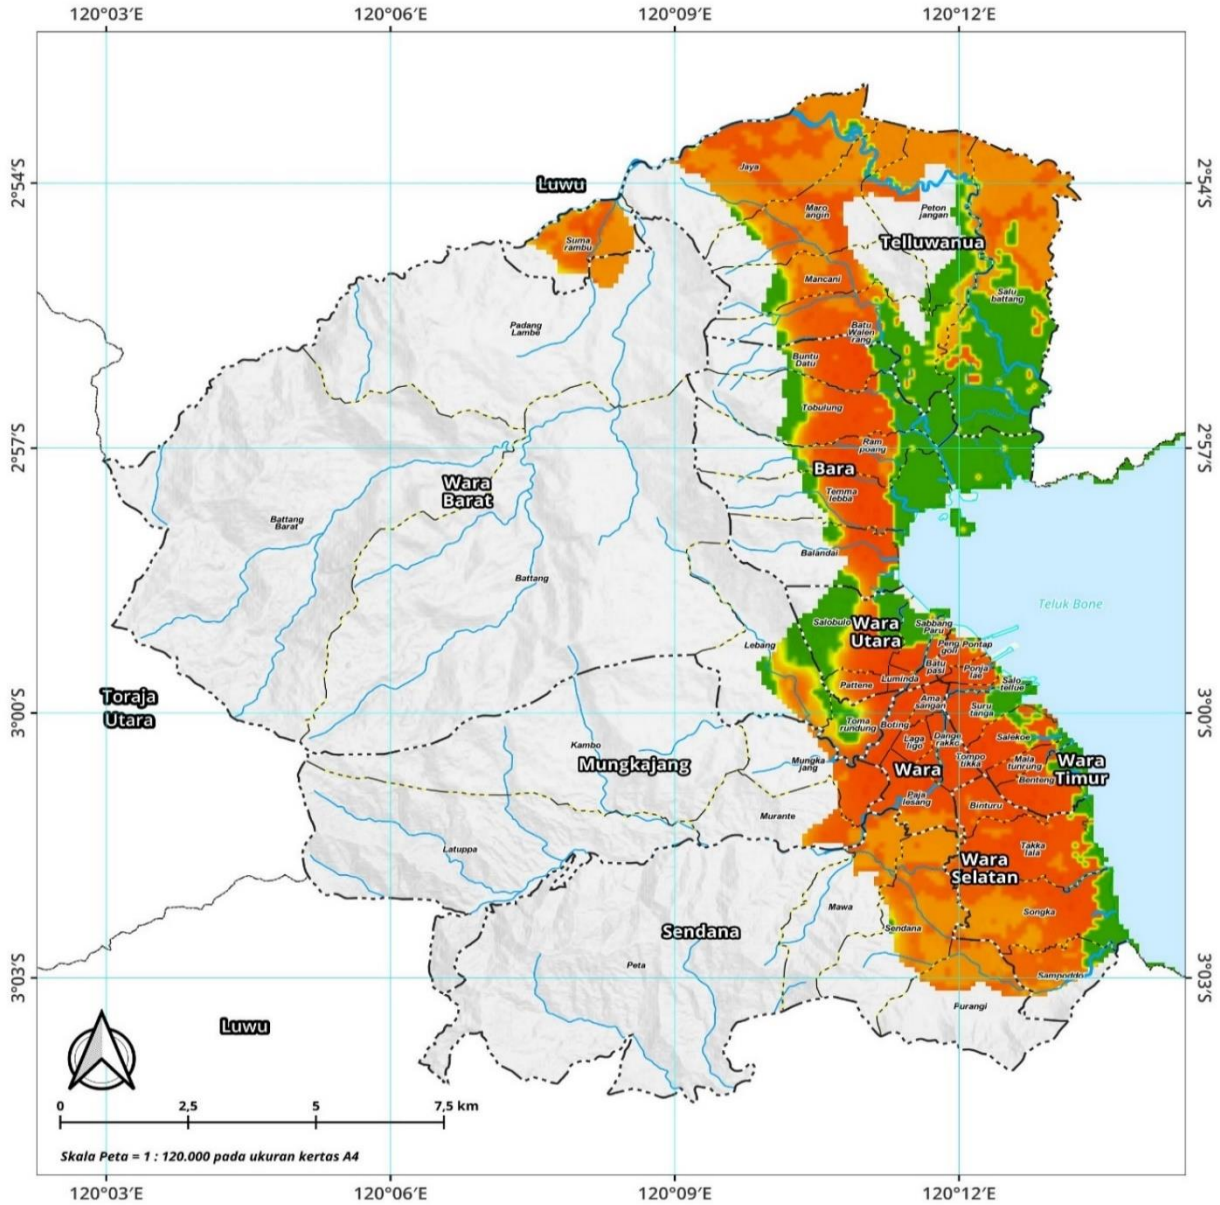 120°03′E
120°06′E
120°09′E
120°12′E
2°54′S
2°54′S
Luwu
Jaya
Maro
angin
Peton
jangan
Telluwanua
Suma
rambu
Mancani
Salu
battang
Padang
Lambe
Batu
Walen
rang
Buntu
Datu
Tobulung
2°57′S
2°57′S
Ram
poang
Bara
Wara
Barat
Temma
lebba
Battang
Barat
Balandai
Battang
Teluk Bone
Salobulo
Wara
Utara
Sabbang
Paru
Peng
goli
Pontap
Lebang
Batu
pasi
Ponja
lae
Pattene
Luminda
Salo
tellue
Toraja
Utara
Amas
sangan
Suru
tanga
3°00′S
3°00′S
Toma
rundung
Boting
Laga
ligo
Dange
rakko
Salekoe
Kambo
Mungkajang
Mungka
jang
Wara
Tompo
tikka
Mala
tunrung
Benteng
Wara
Timur
Paja
lesang
Binturu
Murante
Latuppa
Takka
lala
Wara
Selatan
Mawa
Songka
Sendana
Sendana
Peta
Sampoddo
3°03′S
3°03′S
Purangi
Luwu
0
2,5
5
7,5 km
Skala Peta = 1 : 120.000 pada ukuran kertas A4
120°03′E
120°06′E
120°09′E
120°12′E